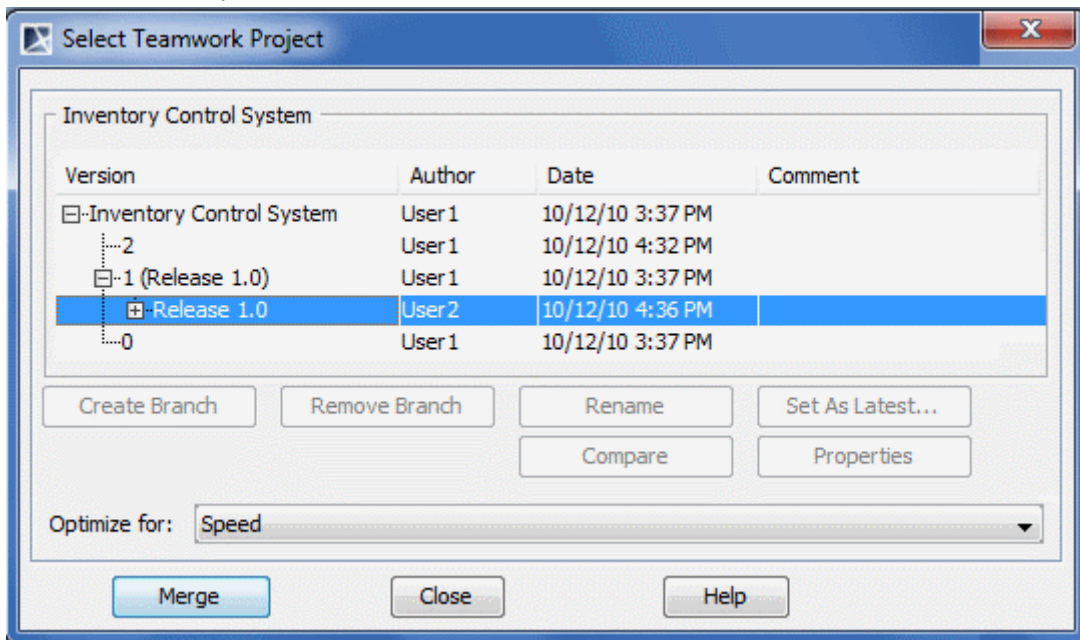 Select Teamwork Project
Inventory Control System
Version Author Date Comment
Inventory Control System User1 10/12/10 3:37 PM
2 User1 10/12/10 4:32 PM
1 (Release 1.0) User1 10/12/10 3:37 PM
Release 1.0 User2 10/12/10 4:36 PM
0 User1 10/12/10 3:37 PM
Create Branch Remove Branch Rename Set As Latest...
Compare Properties
Optimize for: Speed
Merge Close Help